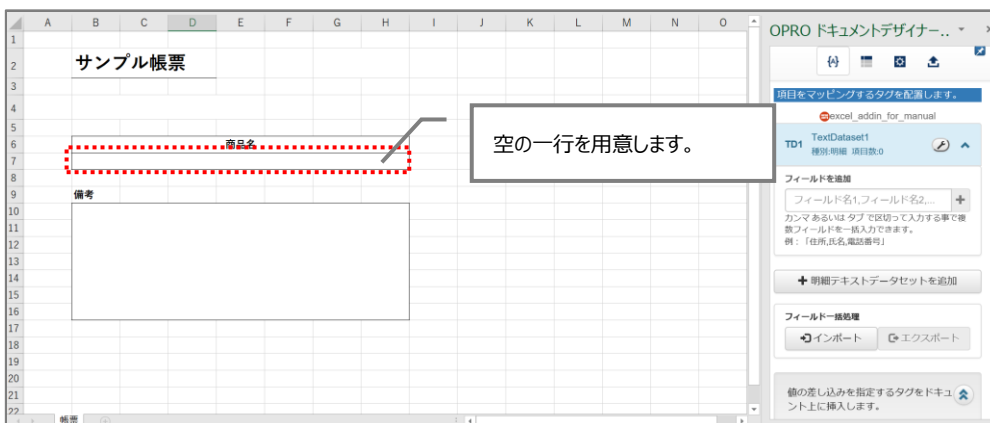 A B C D E F G H I J K L M N O
1
2
3
4
5
6
7
8
9
10
11
12
13
14
15
16
17
18
19
20
21
22
サンプル帳票
商品名
備考
空の一行を用意します。
帳票
OPRO ドキュメントデザイナー...
{A}
項目をマッピングするタグを配置します。
excel_addin_for_manual
TD1
TextDataset1
種別:明細 項目数:0
フィールドを追加
フィールド名1,フィールド名2,...
カンマ あるいは タブ で区切って入力する事で複
数フィールドを一括入力できます。
例：「住所,氏名,電話番号」
明細テキストデータセットを追加
フィールド一括処理
インポート
エクスポート
値の差し込みを指定するタグをドキュメ
ント上に挿入します。